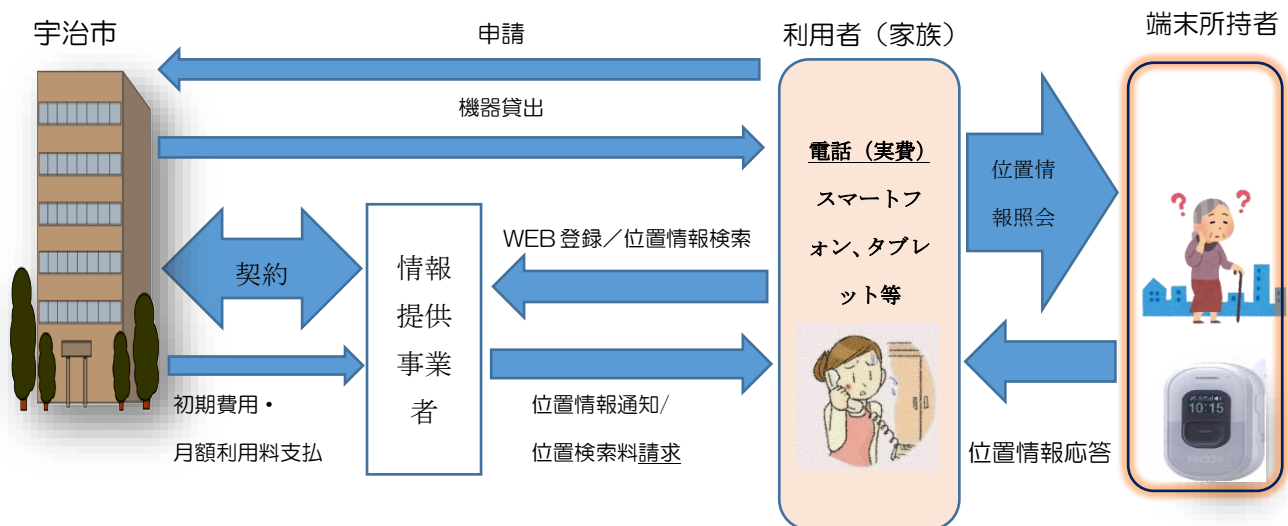 宇治市
申請
利用者（家族）
端末所持者
機器貸出
電話（実費）
スマートフ
ォン、タブレ
ット等
位置情
報照会
？
？
契約
情報
提供
事業
者
WEB登録／位置情報検索
初期費用・
月額利用料支払
位置情報通知/
位置検索料請求
位置情報応答
10:15
SECOM